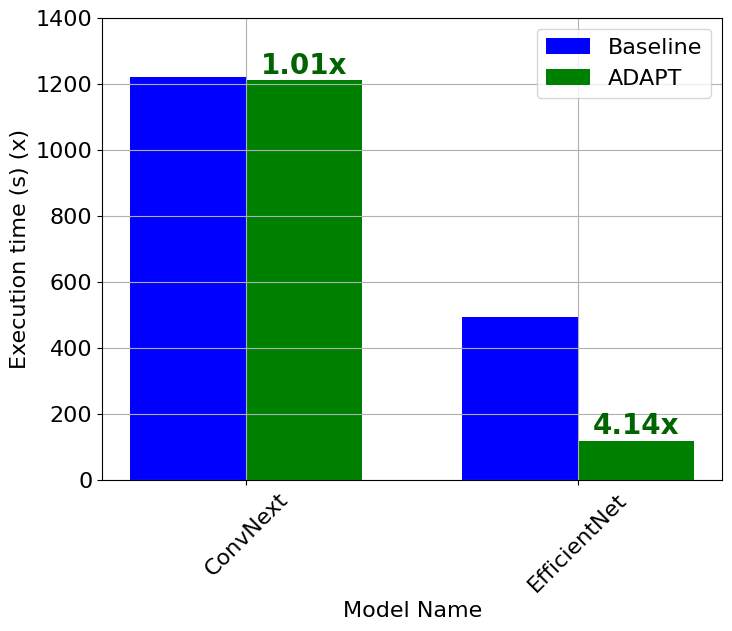 1400
1200
1000
800
600
400
200
0
Execution time (s) (x)
1.01x
4.14x
Baseline
ADAPT
ConvNext
EfficientNet
Model Name